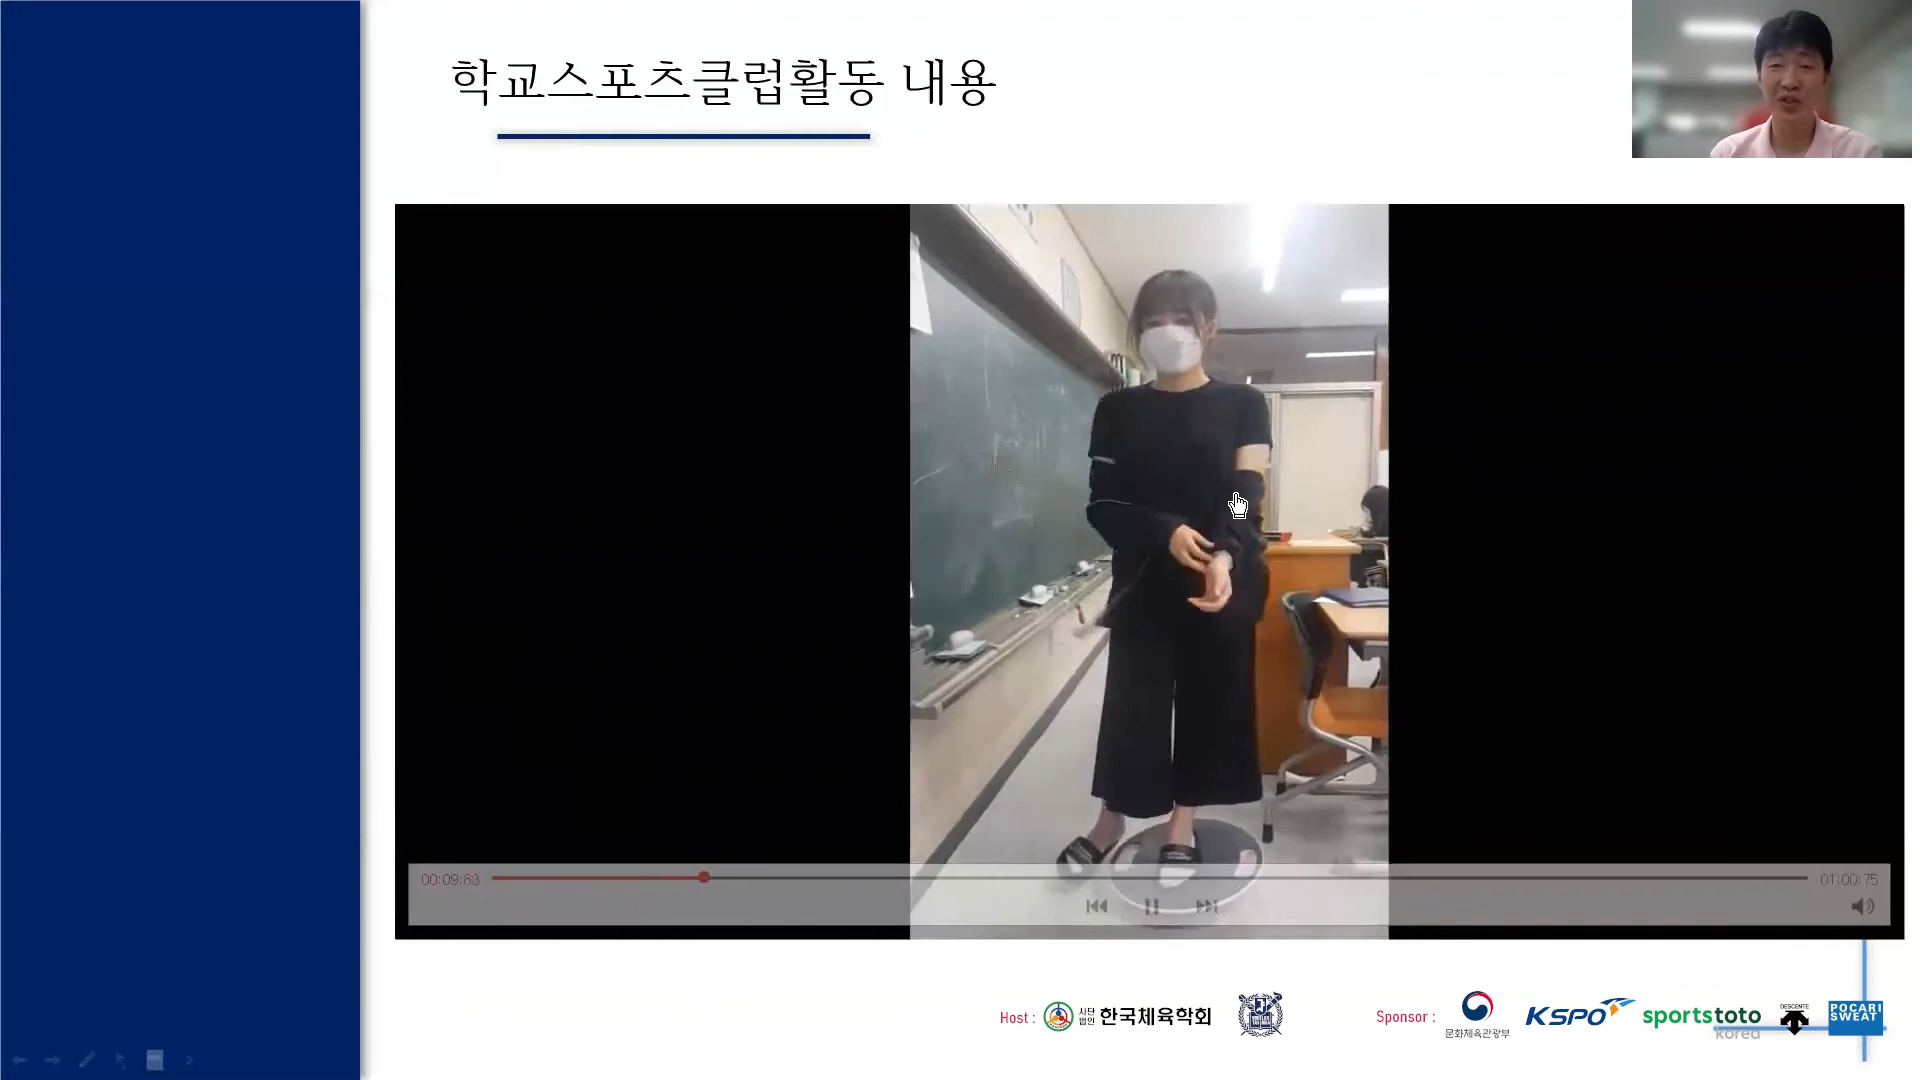 학교스포츠클럽활동 내용
00:09:63
01:00:75
Host :
사단
법인
한국체육학회
Sponsor :
문화체육관광부
KSPO
sportstoto
korea
DESCENTE
POCARI
SWEAT